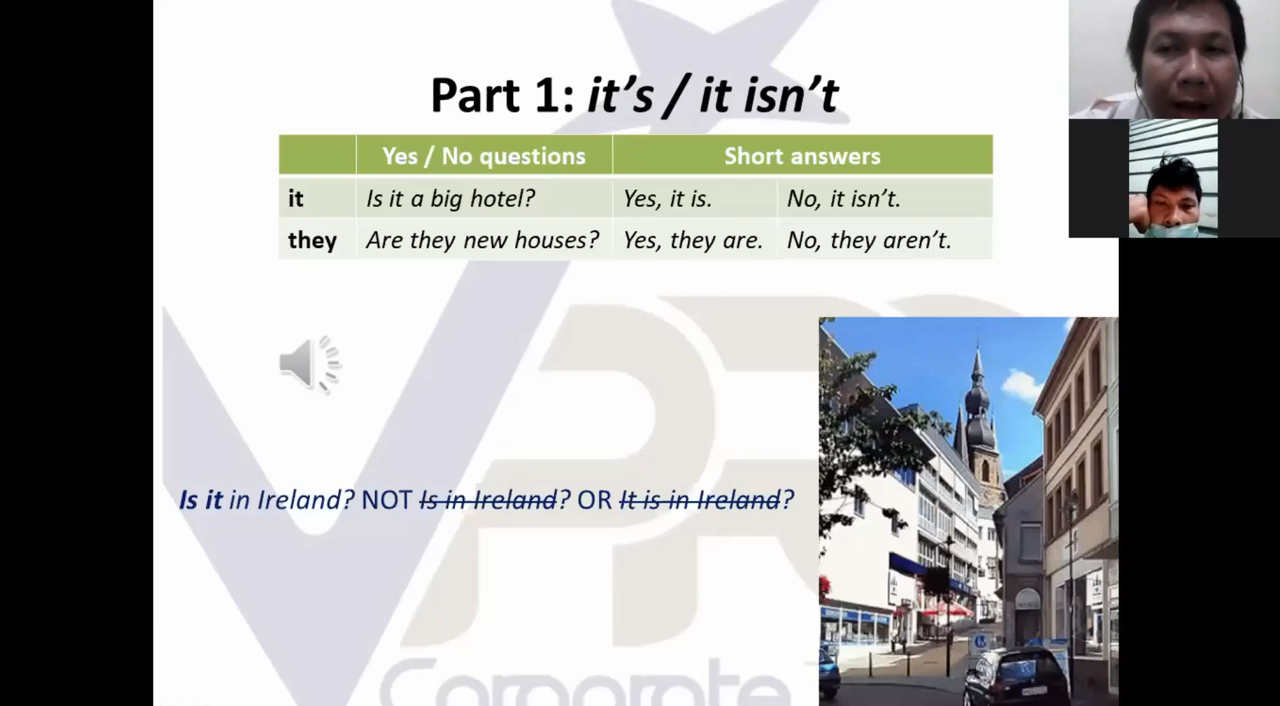 Part 1: it's / it isn't
Yes / No questions Short answers
it Is it a big hotel? Yes, it is. No, it isn't.
they Are they new houses? Yes, they are. No, they aren't.
Is it in Ireland? NOT Is in Ireland? OR It is in Ireland?
VPR
Corporate